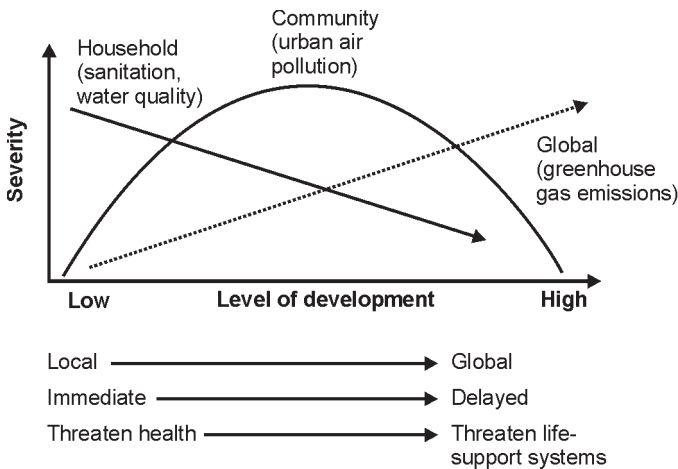 Community
(urban air
pollution)
Household
(sanitation,
water quality)
Global
(greenhouse
gas emissions)
Severity
Low
Level of development
High
Local
Global
Immediate
Delayed
Threaten health
Threaten life-
support systems